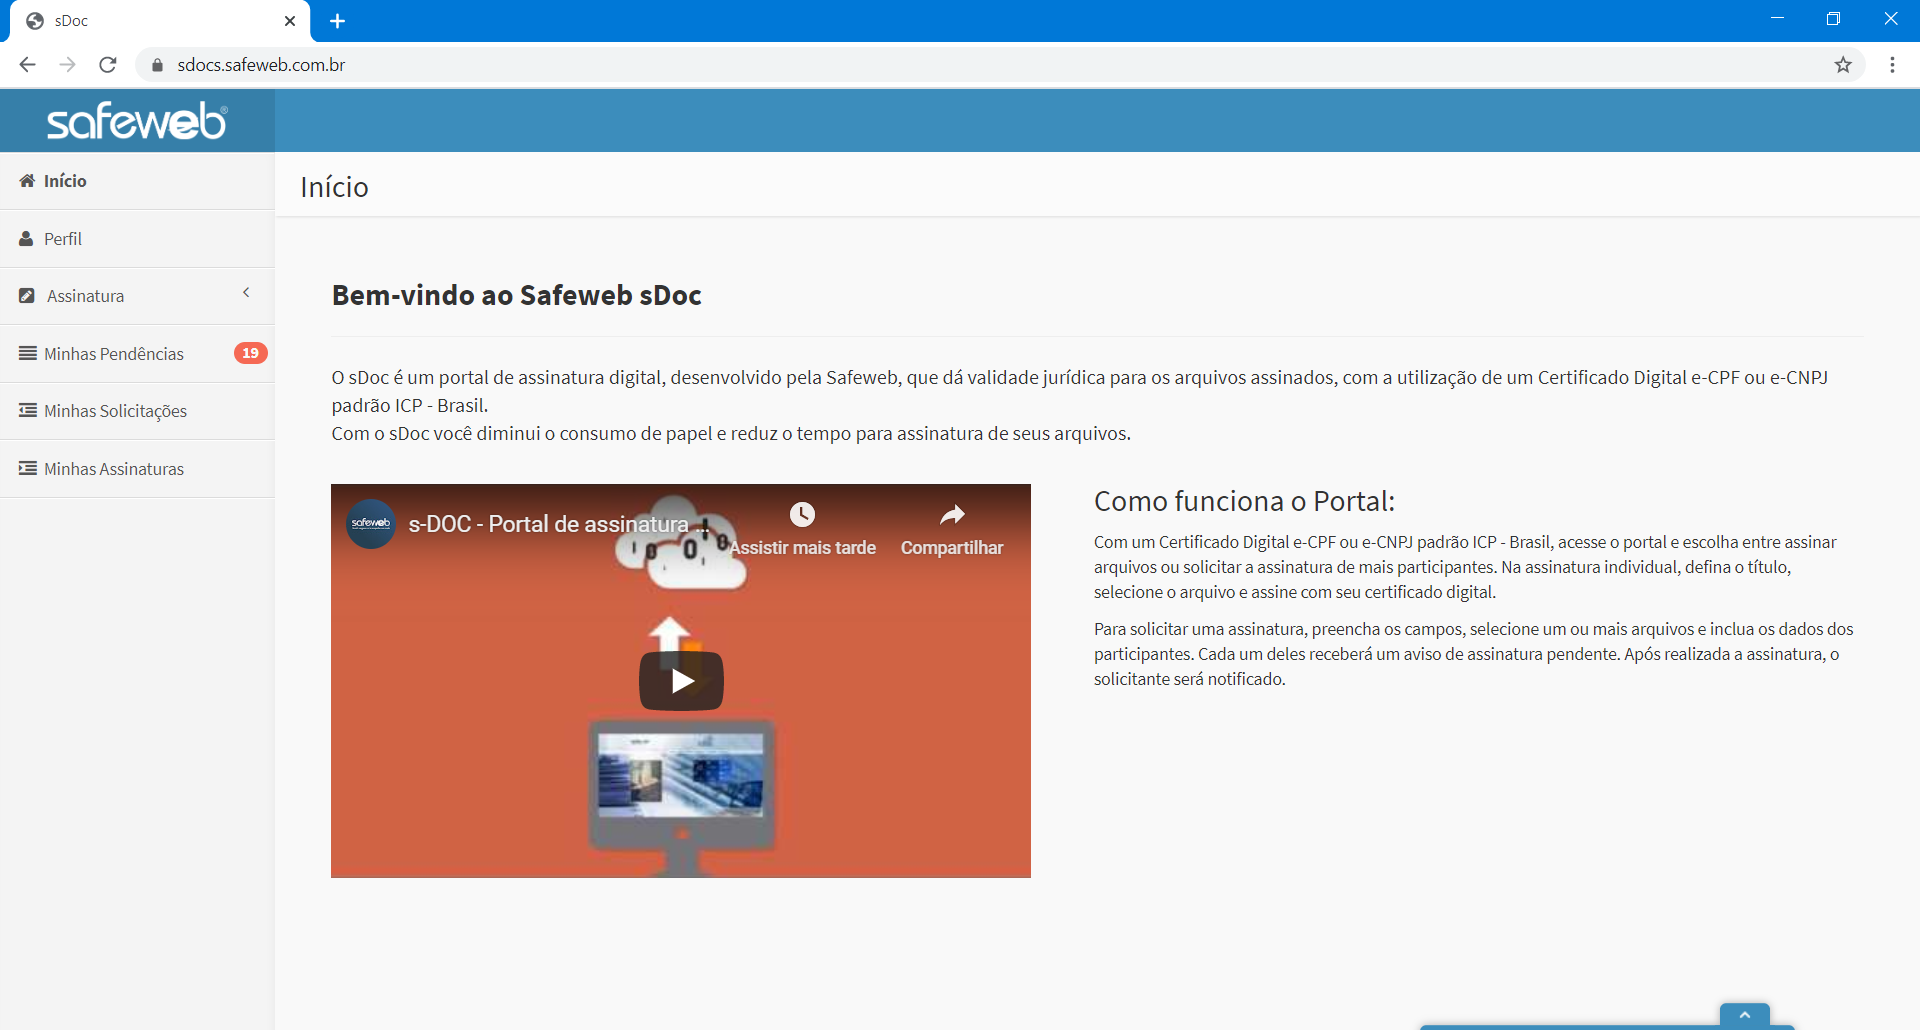 sDoc
sdocs.safeweb.com.br
safeweb®
Início
Perfil
Assinatura
Minhas Pendências
19
Minhas Solicitações
Minhas Assinaturas
Início
Bem-vindo ao Safeweb sDoc
O sDoc é um portal de assinatura digital, desenvolvido pela Safeweb, que dá validade jurídica para os arquivos assinados, com a utilização de um Certificado Digital e-CPF ou e-CNPJ
padrão ICP - Brasil.
Com o sDoc você diminui o consumo de papel e reduz o tempo para assinatura de seus arquivos.
safeweb
s-DOC - Portal de assinatura ...
Assistir mais tarde
Compartilhar
Como funciona o Portal:
Com um Certificado Digital e-CPF ou e-CNPJ padrão ICP - Brasil, acesse o portal e escolha entre assinar
arquivos ou solicitar a assinatura de mais participantes. Na assinatura individual, defina o título,
selecione o arquivo e assine com seu certificado digital.
Para solicitar uma assinatura, preencha os campos, selecione um ou mais arquivos e inclua os dados dos
participantes. Cada um deles receberá um aviso de assinatura pendente. Após realizada a assinatura, o
solicitante será notificado.